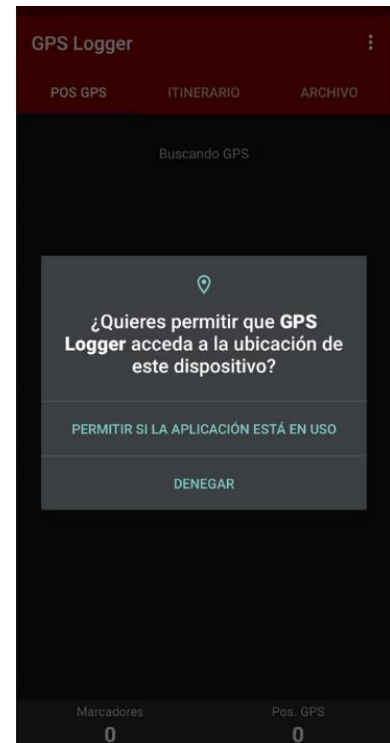 GPS Logger
POS GPS ITINERARIO ARCHIVO
Buscando GPS
¿Quieres permitir que GPS
Logger acceda a la ubicación de
este dispositivo?
PERMITIR SI LA APLICACIÓN ESTÁ EN USO
DENEGAR
Marcadores Pos. GPS
0 0